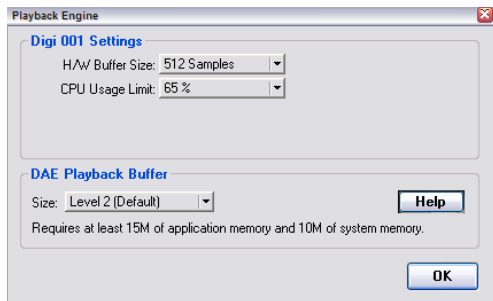 Playback Engine
Digi 001 Settings
H/W Buffer Size: 512 Samples
CPU Usage Limit: 65 %
DAE Playback Buffer
Size: Level 2 (Default)
Help
Requires at least 15M of application memory and 10M of system memory.
OK